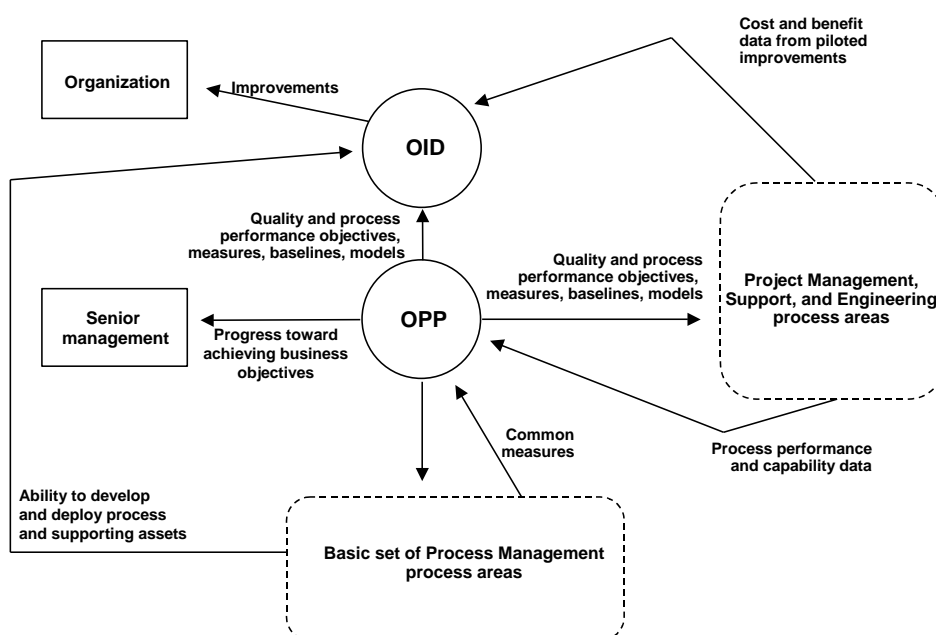 Cost and benefit
data from piloted
improvements
Organization
Improvements
OID
Quality and process
performance objectives,
measures, baselines, models
Quality and process
performance objectives,
measures, baselines, models
Project Management,
Support, and Engineering
process areas
Senior
management
OPP
Progress toward
achieving business
objectives
Common
measures
Process performance
and capability data
Ability to develop
and deploy process
and supporting assets
Basic set of Process Management
process areas